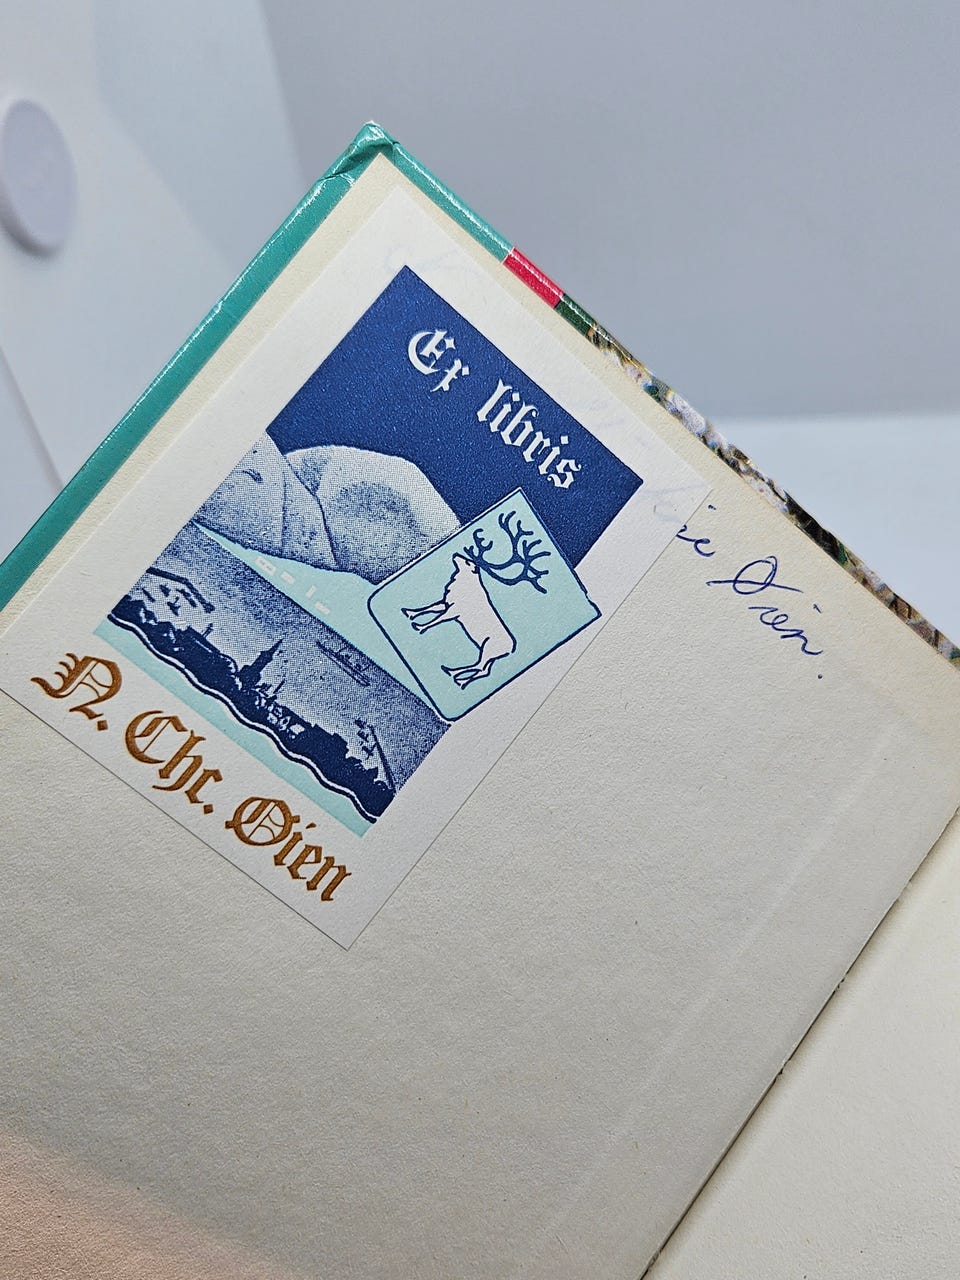 Ex libris
N. Chr. Øien
Øien.